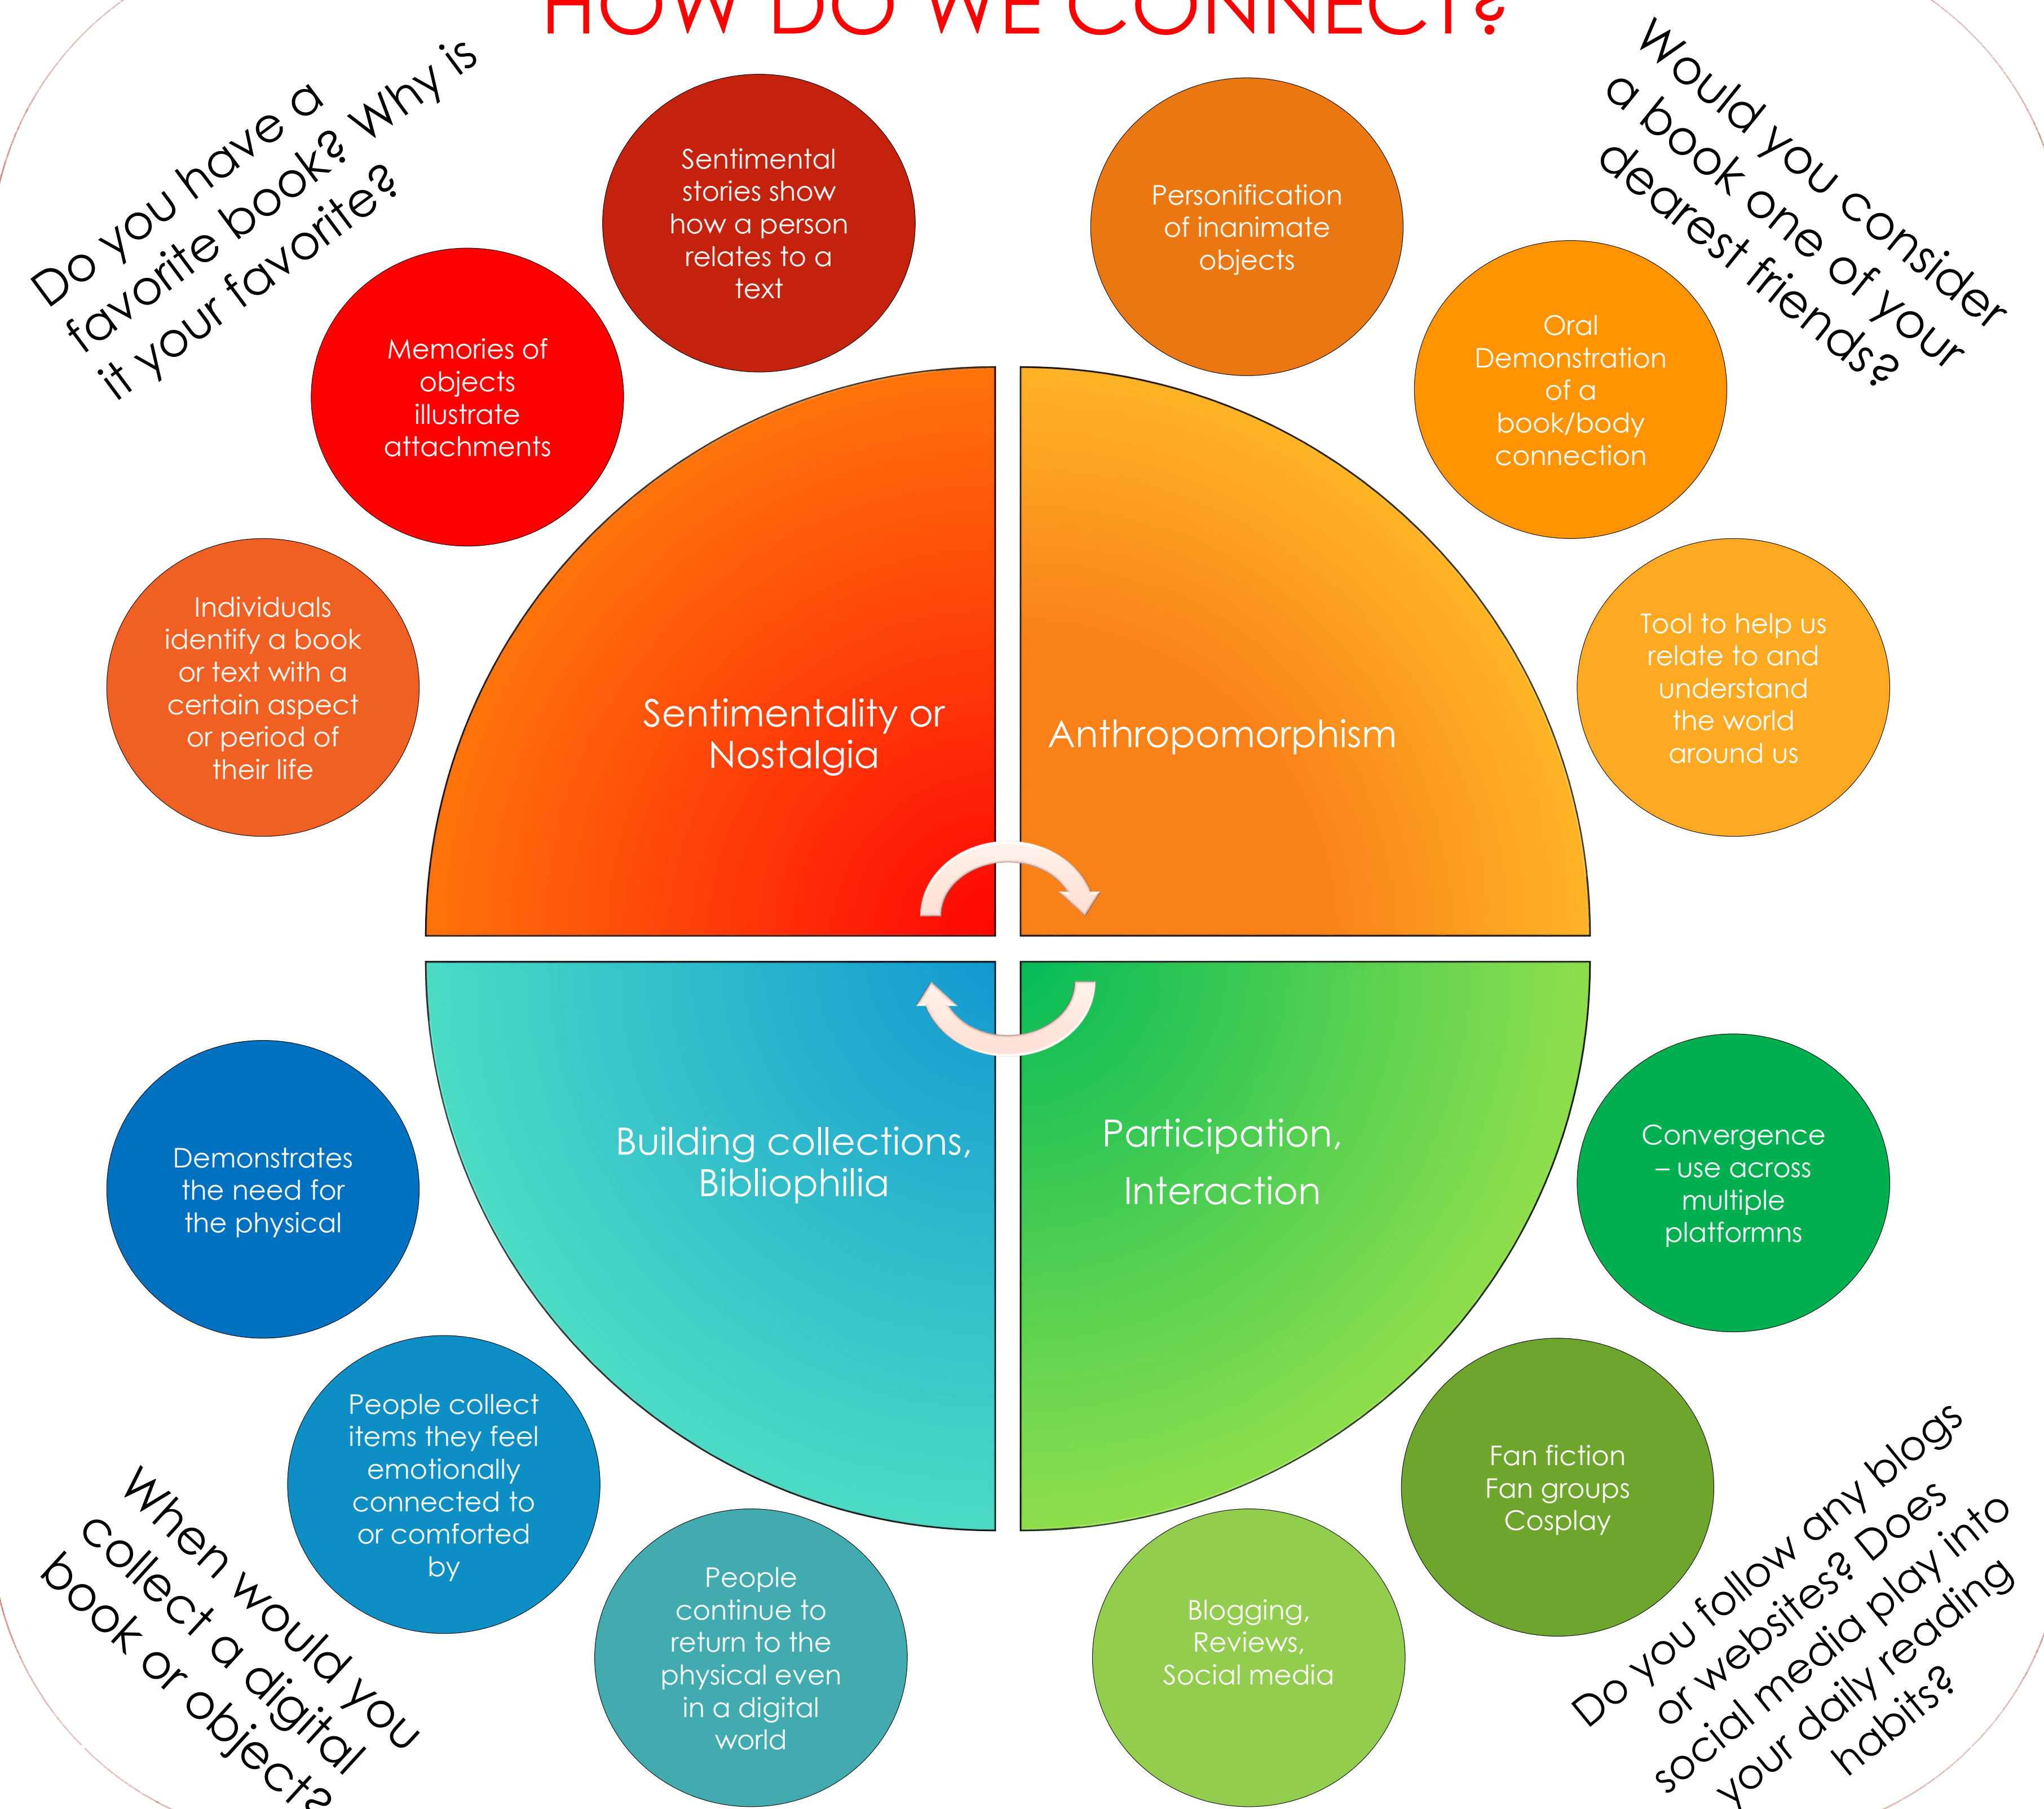 HOW DO WE CONNECT?
Do you have a
favorite book? Why is
it your favorite?
Would you consider
a book one of your
dearest friends?
Sentimental
stories show
how a person
relates to a
text
Personification
of inanimate
objects
Memories of
objects
illustrate
attachments
Oral
Demonstration
of a
book/body
connection
Individuals
identify a book
or text with a
certain aspect
or period of
their life
Tool to help us
relate to and
understand
the world
around us
Sentimentality or
Nostalgia
Anthropomorphism
Building collections,
Bibliophilia
Participation,
Interaction
Demonstrates
the need for
the physical
Convergence
– use across
multiple
platformns
People collect
items they feel
emotionally
connected to
or comforted
by
Fan fiction
Fan groups
Cosplay
People
continue to
return to the
physical even
in a digital
world
Blogging,
Reviews,
Social media
When would you
collect a digital
book or object?
Do you follow any blogs
or websites? Does
social media play into
your daily reading
habits?